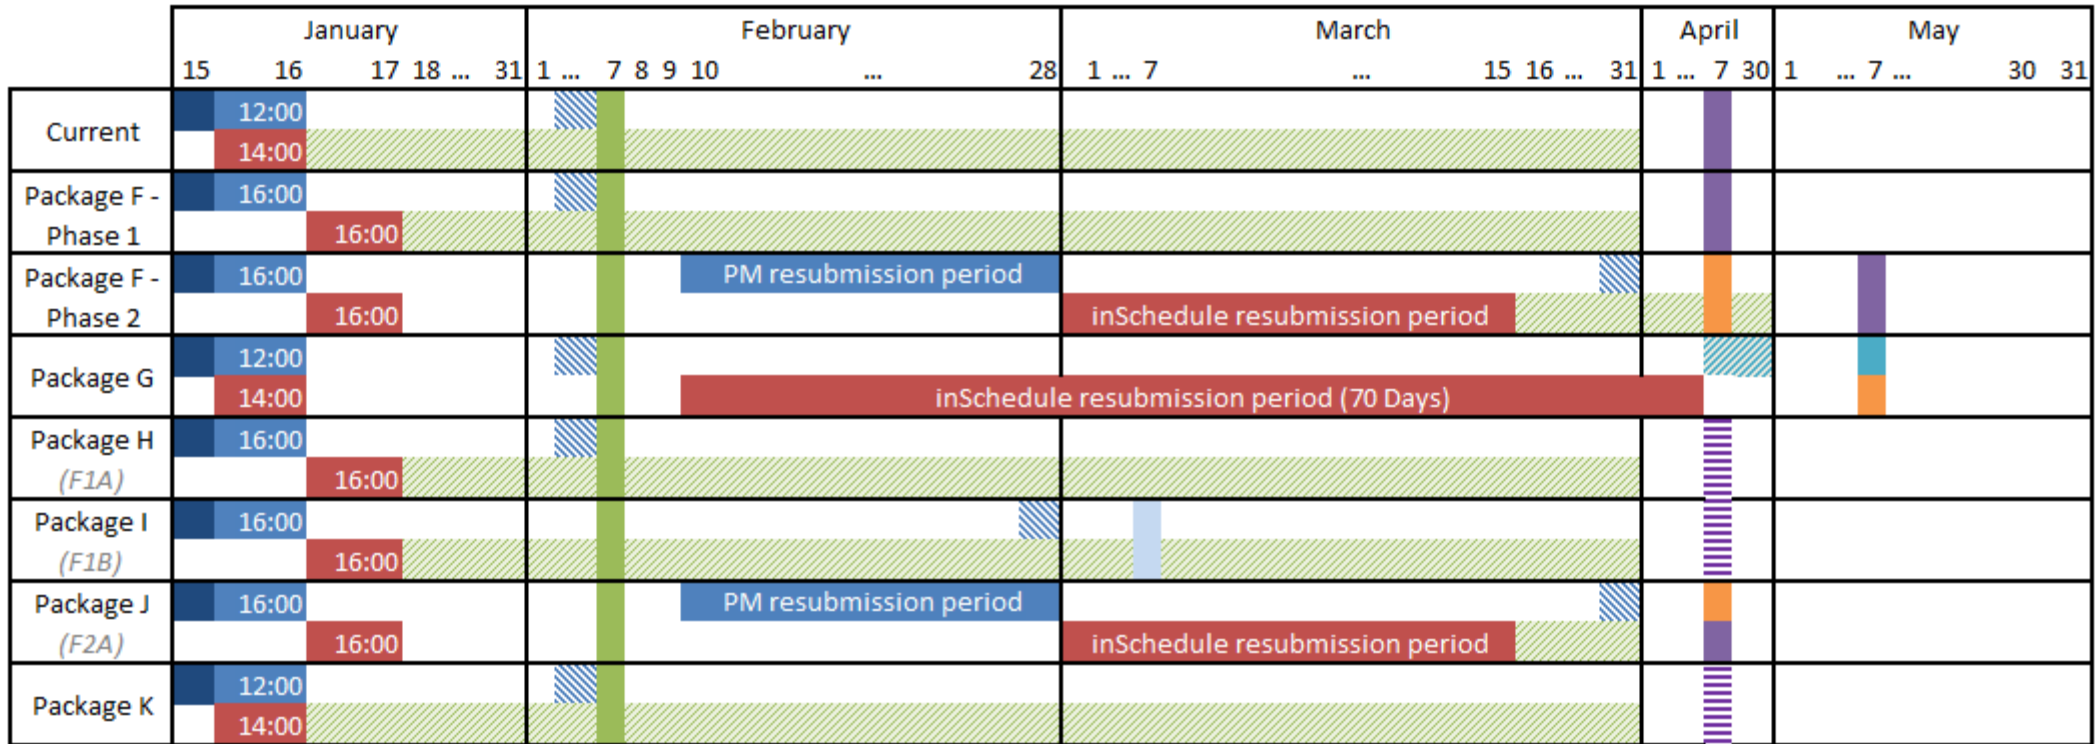 January February March April May
15 16 17 18 ... 31 1 ... 7 8 9 10 ... 28 1 ... 7 ... 15 16 ... 31 1 ... 7 30 1 ... 7 ... 30 31
Current
12:00
14:00
Package F -
Phase 1
16:00
16:00
Package F -
Phase 2
16:00 PM resubmission period
16:00 inSchedule resubmission period
Package G
12:00
14:00 inSchedule resubmission period (70 Days)
Package H
(F1A)
16:00
16:00
Package I
(F1B)
16:00
16:00
Package J
(F2A)
16:00 PM resubmission period
16:00 inSchedule resubmission period
Package K
12:00
14:00